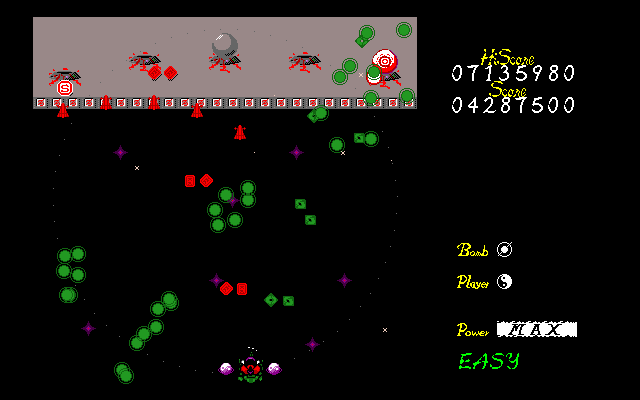 HiScore
07135980
Score
04287500
S
Bomb
Player
Power MAX
EASY